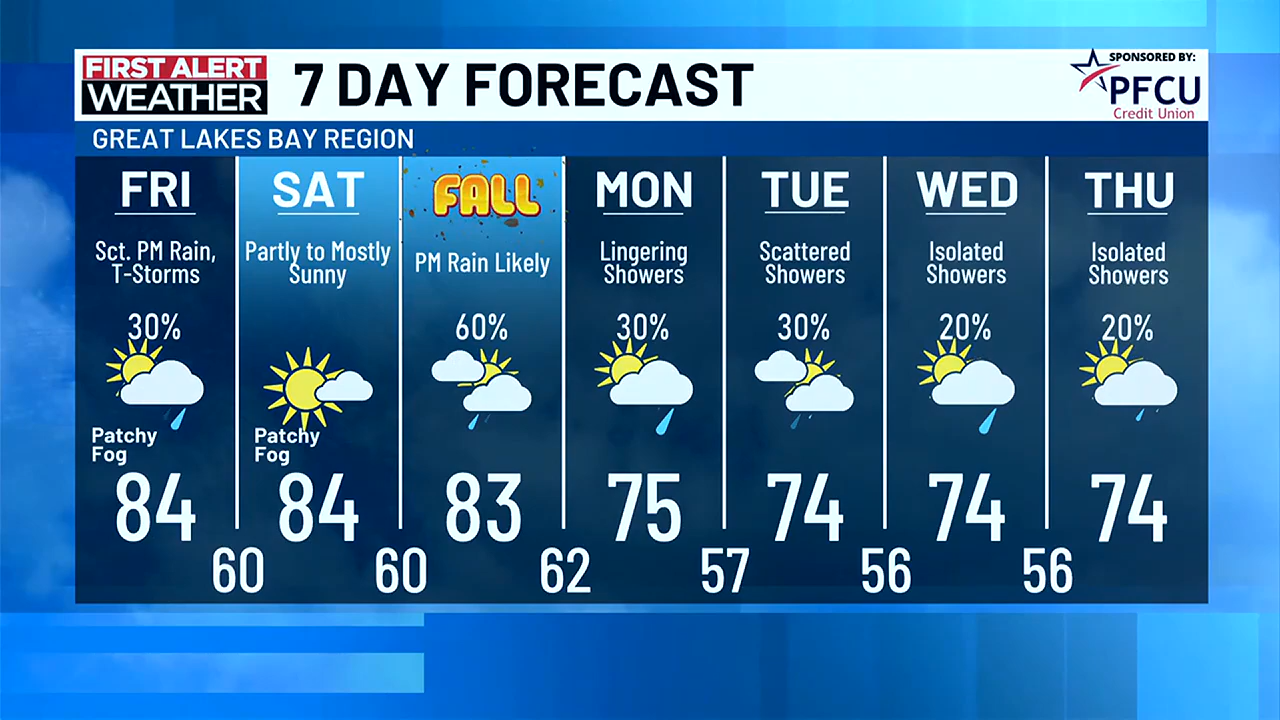 FIRST ALERT
WEATHER
7 DAY FORECAST
SPONSORED BY:
PFCU
Credit Union
GREAT LAKES BAY REGION
FRI
Sct. PM Rain,
T-Storms
30%
Patchy
Fog
84
60
SAT
Partly to Mostly
Sunny
Patchy
Fog
84
60
FALL
PM Rain Likely
60%
83
62
MON
Lingering
Showers
30%
75
57
TUE
Scattered
Showers
30%
74
56
WED
Isolated
Showers
20%
74
56
THU
Isolated
Showers
20%
74